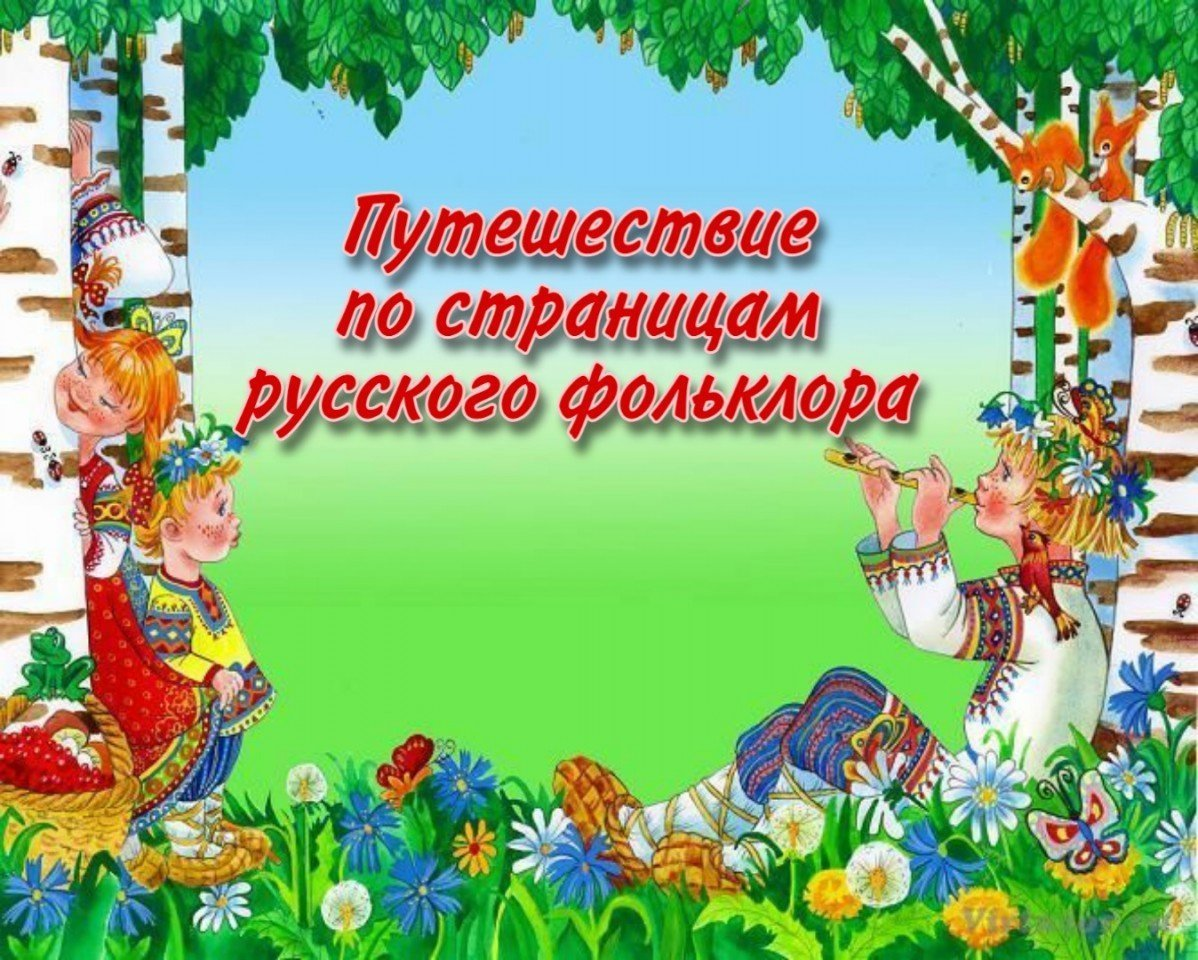 Путешествие
по страницам
русского фольклора